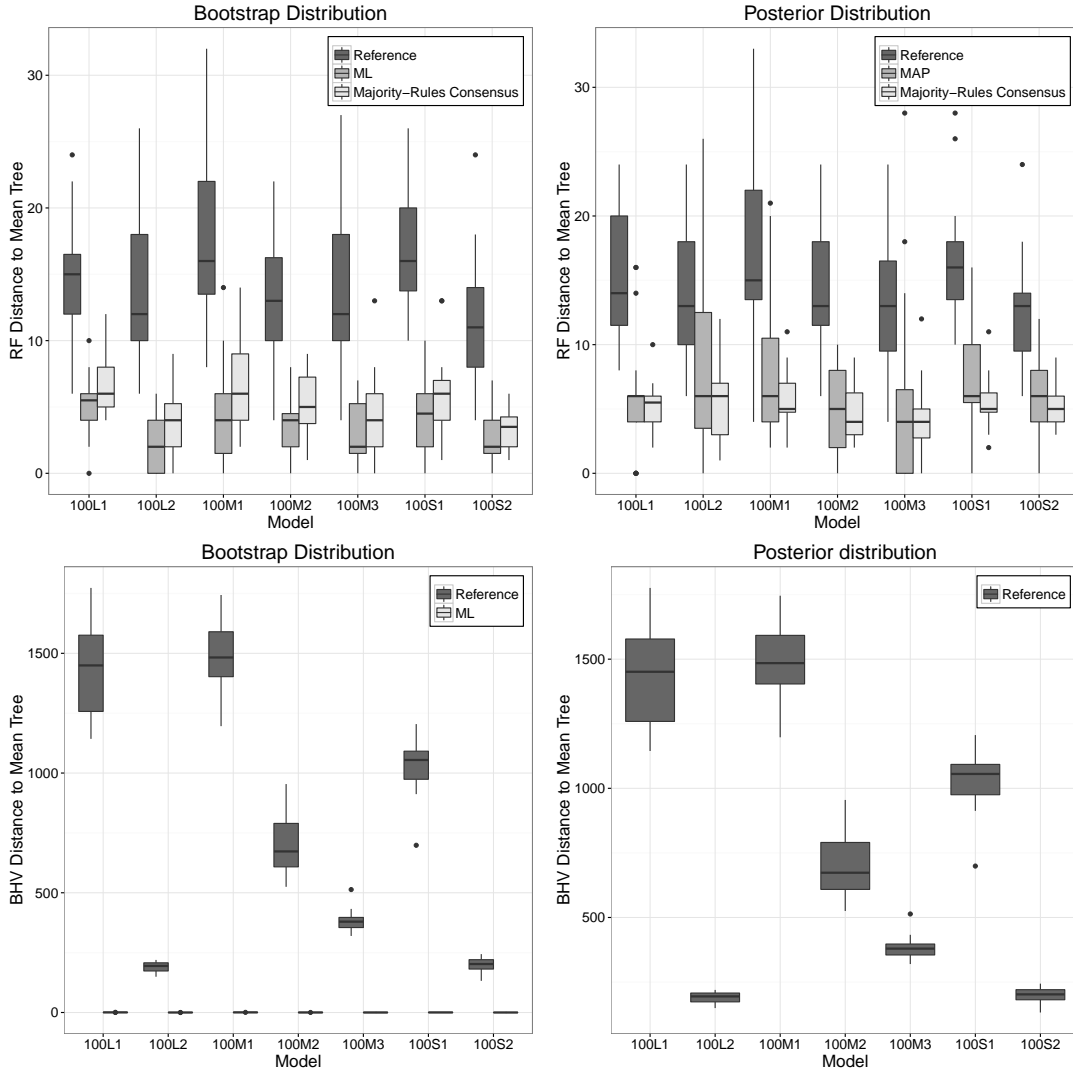 Bootstrap Distribution
Reference
ML
Majority−Rules Consensus
RF Distance to Mean Tree
30
20
10
0
100L1 100L2 100M1 100M2 100M3 100S1 100S2
Model
Posterior Distribution
Reference
MAP
Majority−Rules Consensus
RF Distance to Mean Tree
30
20
10
0
100L1 100L2 100M1 100M2 100M3 100S1 100S2
Model
Bootstrap Distribution
Reference
ML
BHV Distance to Mean Tree
1500
1000
500
0
100L1 100L2 100M1 100M2 100M3 100S1 100S2
Model
Posterior distribution
Reference
BHV Distance to Mean Tree
1500
1000
500
100L1 100L2 100M1 100M2 100M3 100S1 100S2
Model